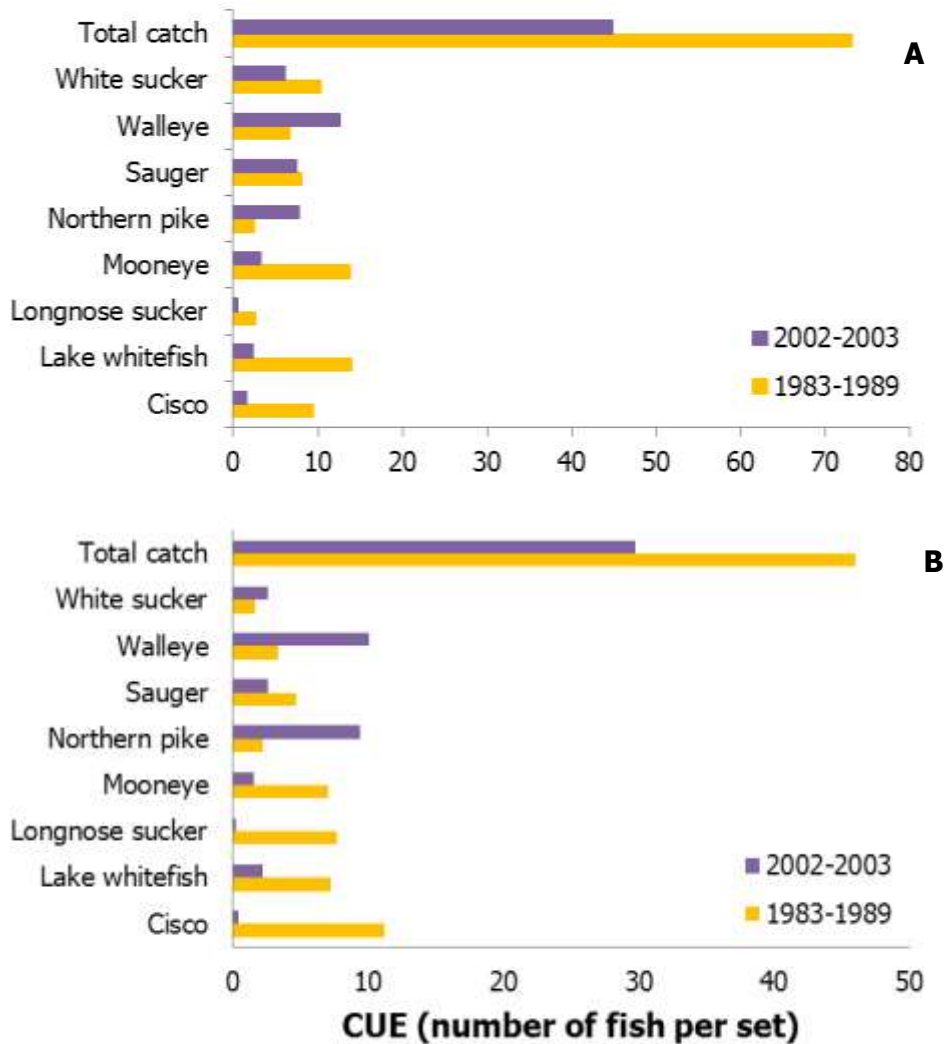 A
Total catch
White sucker
Walleye
Sauger
Northern pike
Mooneye
Longnose sucker
Lake whitefish
Cisco
2002-2003
1983-1989
0 10 20 30 40 50 60 70 80
B
Total catch
White sucker
Walleye
Sauger
Northern pike
Mooneye
Longnose sucker
Lake whitefish
Cisco
2002-2003
1983-1989
0 10 20 30 40 50
CUE (number of fish per set)